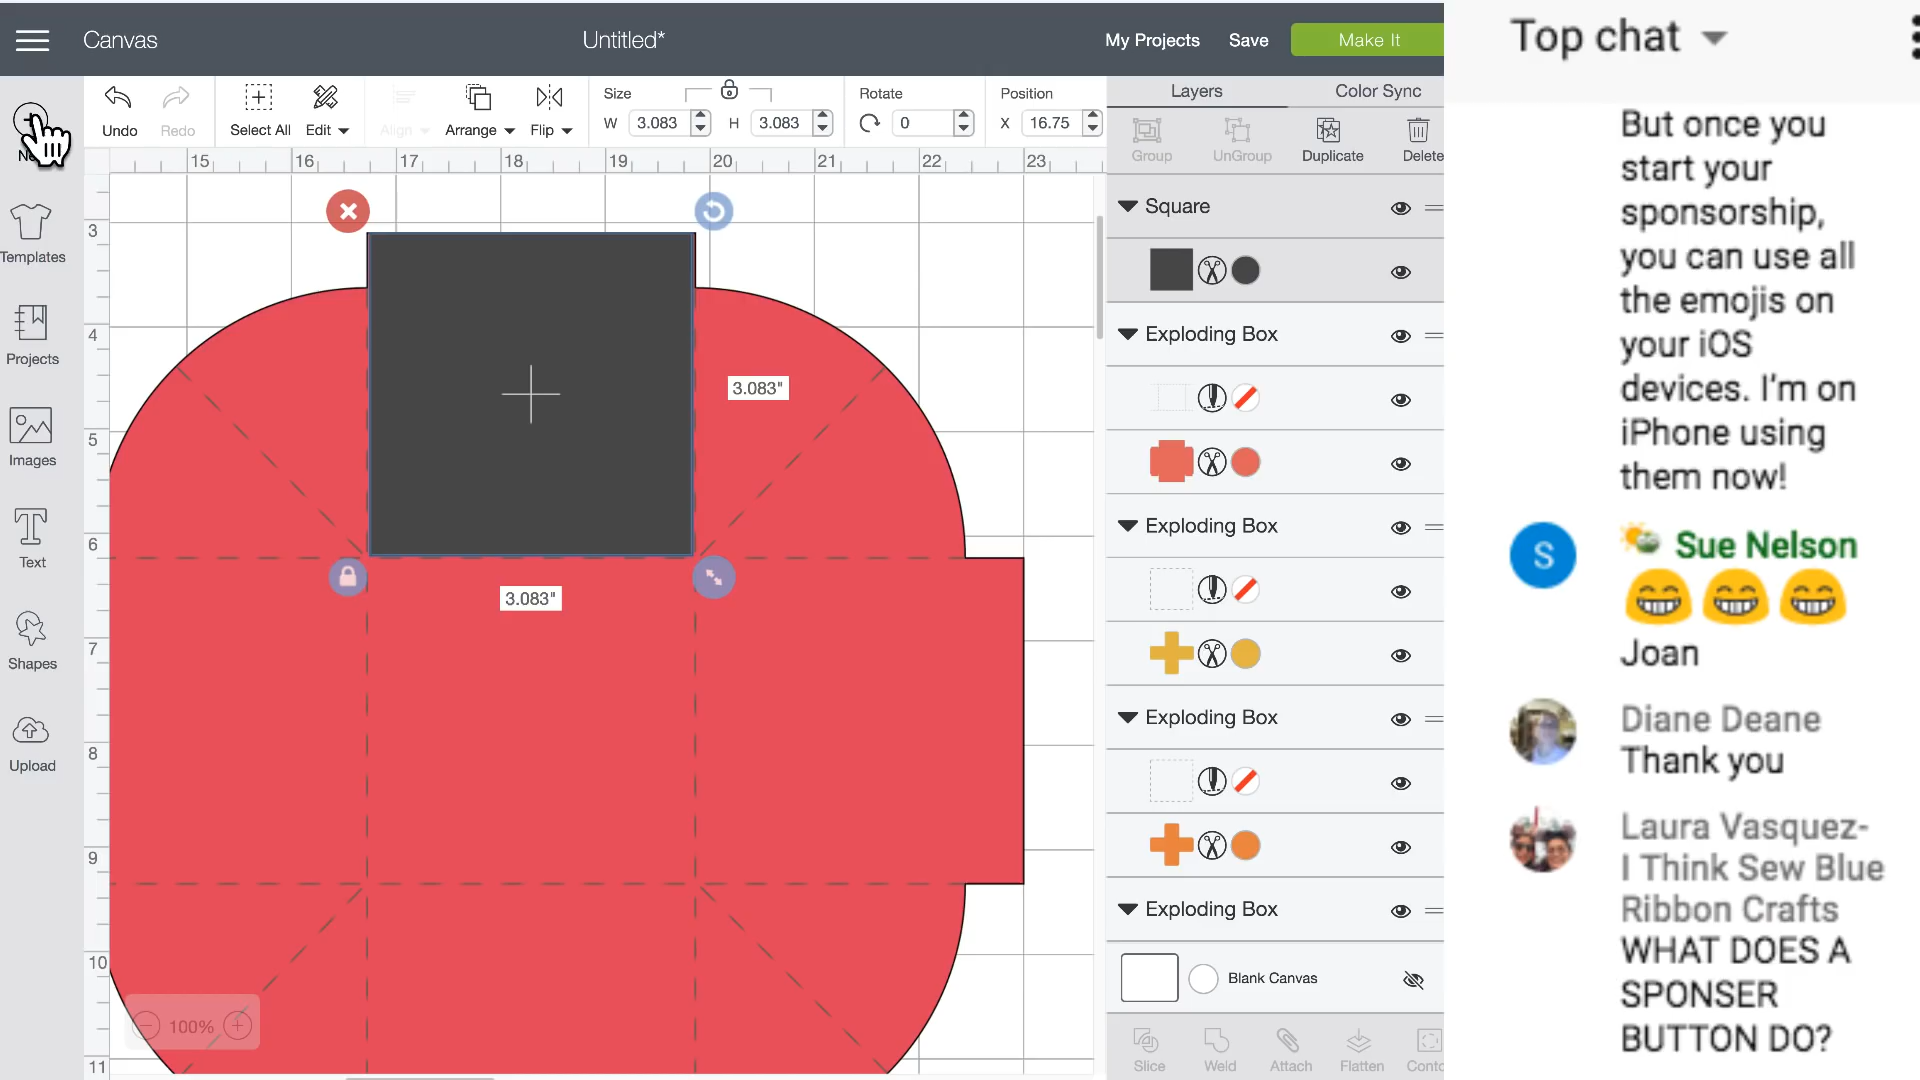 Canvas
Untitled*
My Projects
Save
Make It
Undo
Redo
Select All
Edit
Align
Arrange
Flip
Size
W 3.083
H 3.083
Rotate
0
Position
X 16.75
Layers
Color Sync
Group
UnGroup
Duplicate
Delete
Templates
Projects
Images
Text
Shapes
Upload
15 16 17 18 19 20 21 22 23
3
4
5
6
7
8
9
10
11
3.083"
3.083"
100%
Square
Exploding Box
Exploding Box
Exploding Box
Exploding Box
Blank Canvas
Slice
Weld
Attach
Flatten
Conto
Top chat
But once you
start your
sponsorship,
you can use all
the emojis on
your iOS
devices. I'm on
iPhone using
them now!
S
Sue Nelson
Joan
Diane Deane
Thank you
Laura Vasquez-
I Think Sew Blue
Ribbon Crafts
WHAT DOES A
SPONSER
BUTTON DO?